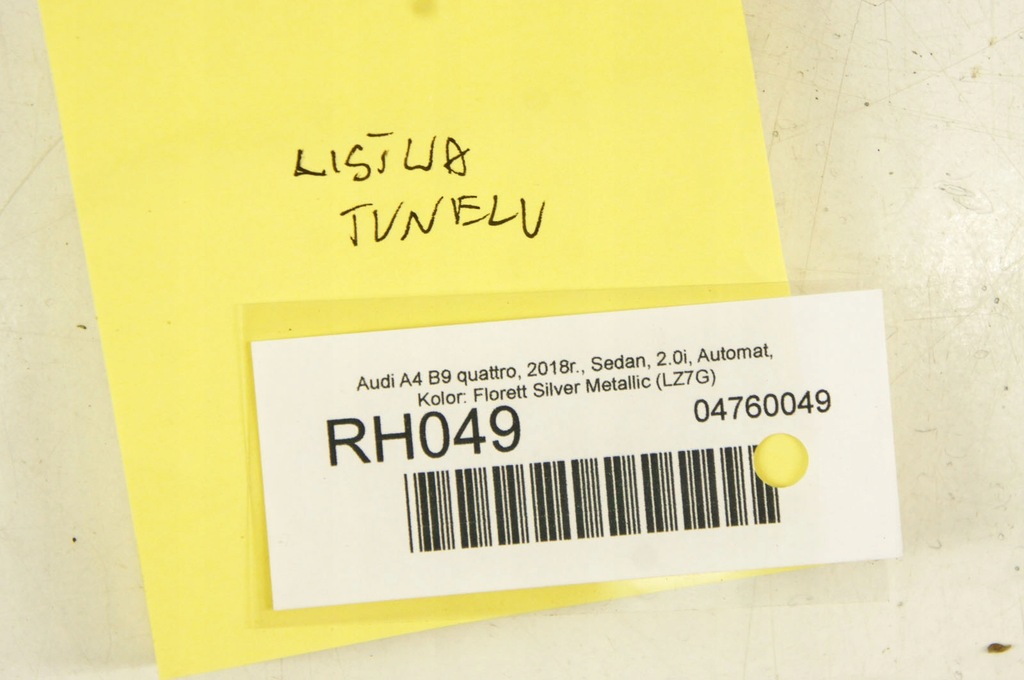 LISTWA
TUNELU
Audi A4 B9 quattro, 2018r., Sedan, 2.0i, Automat,
Kolor: Florett Silver Metallic (LZ7G)
RH049
04760049